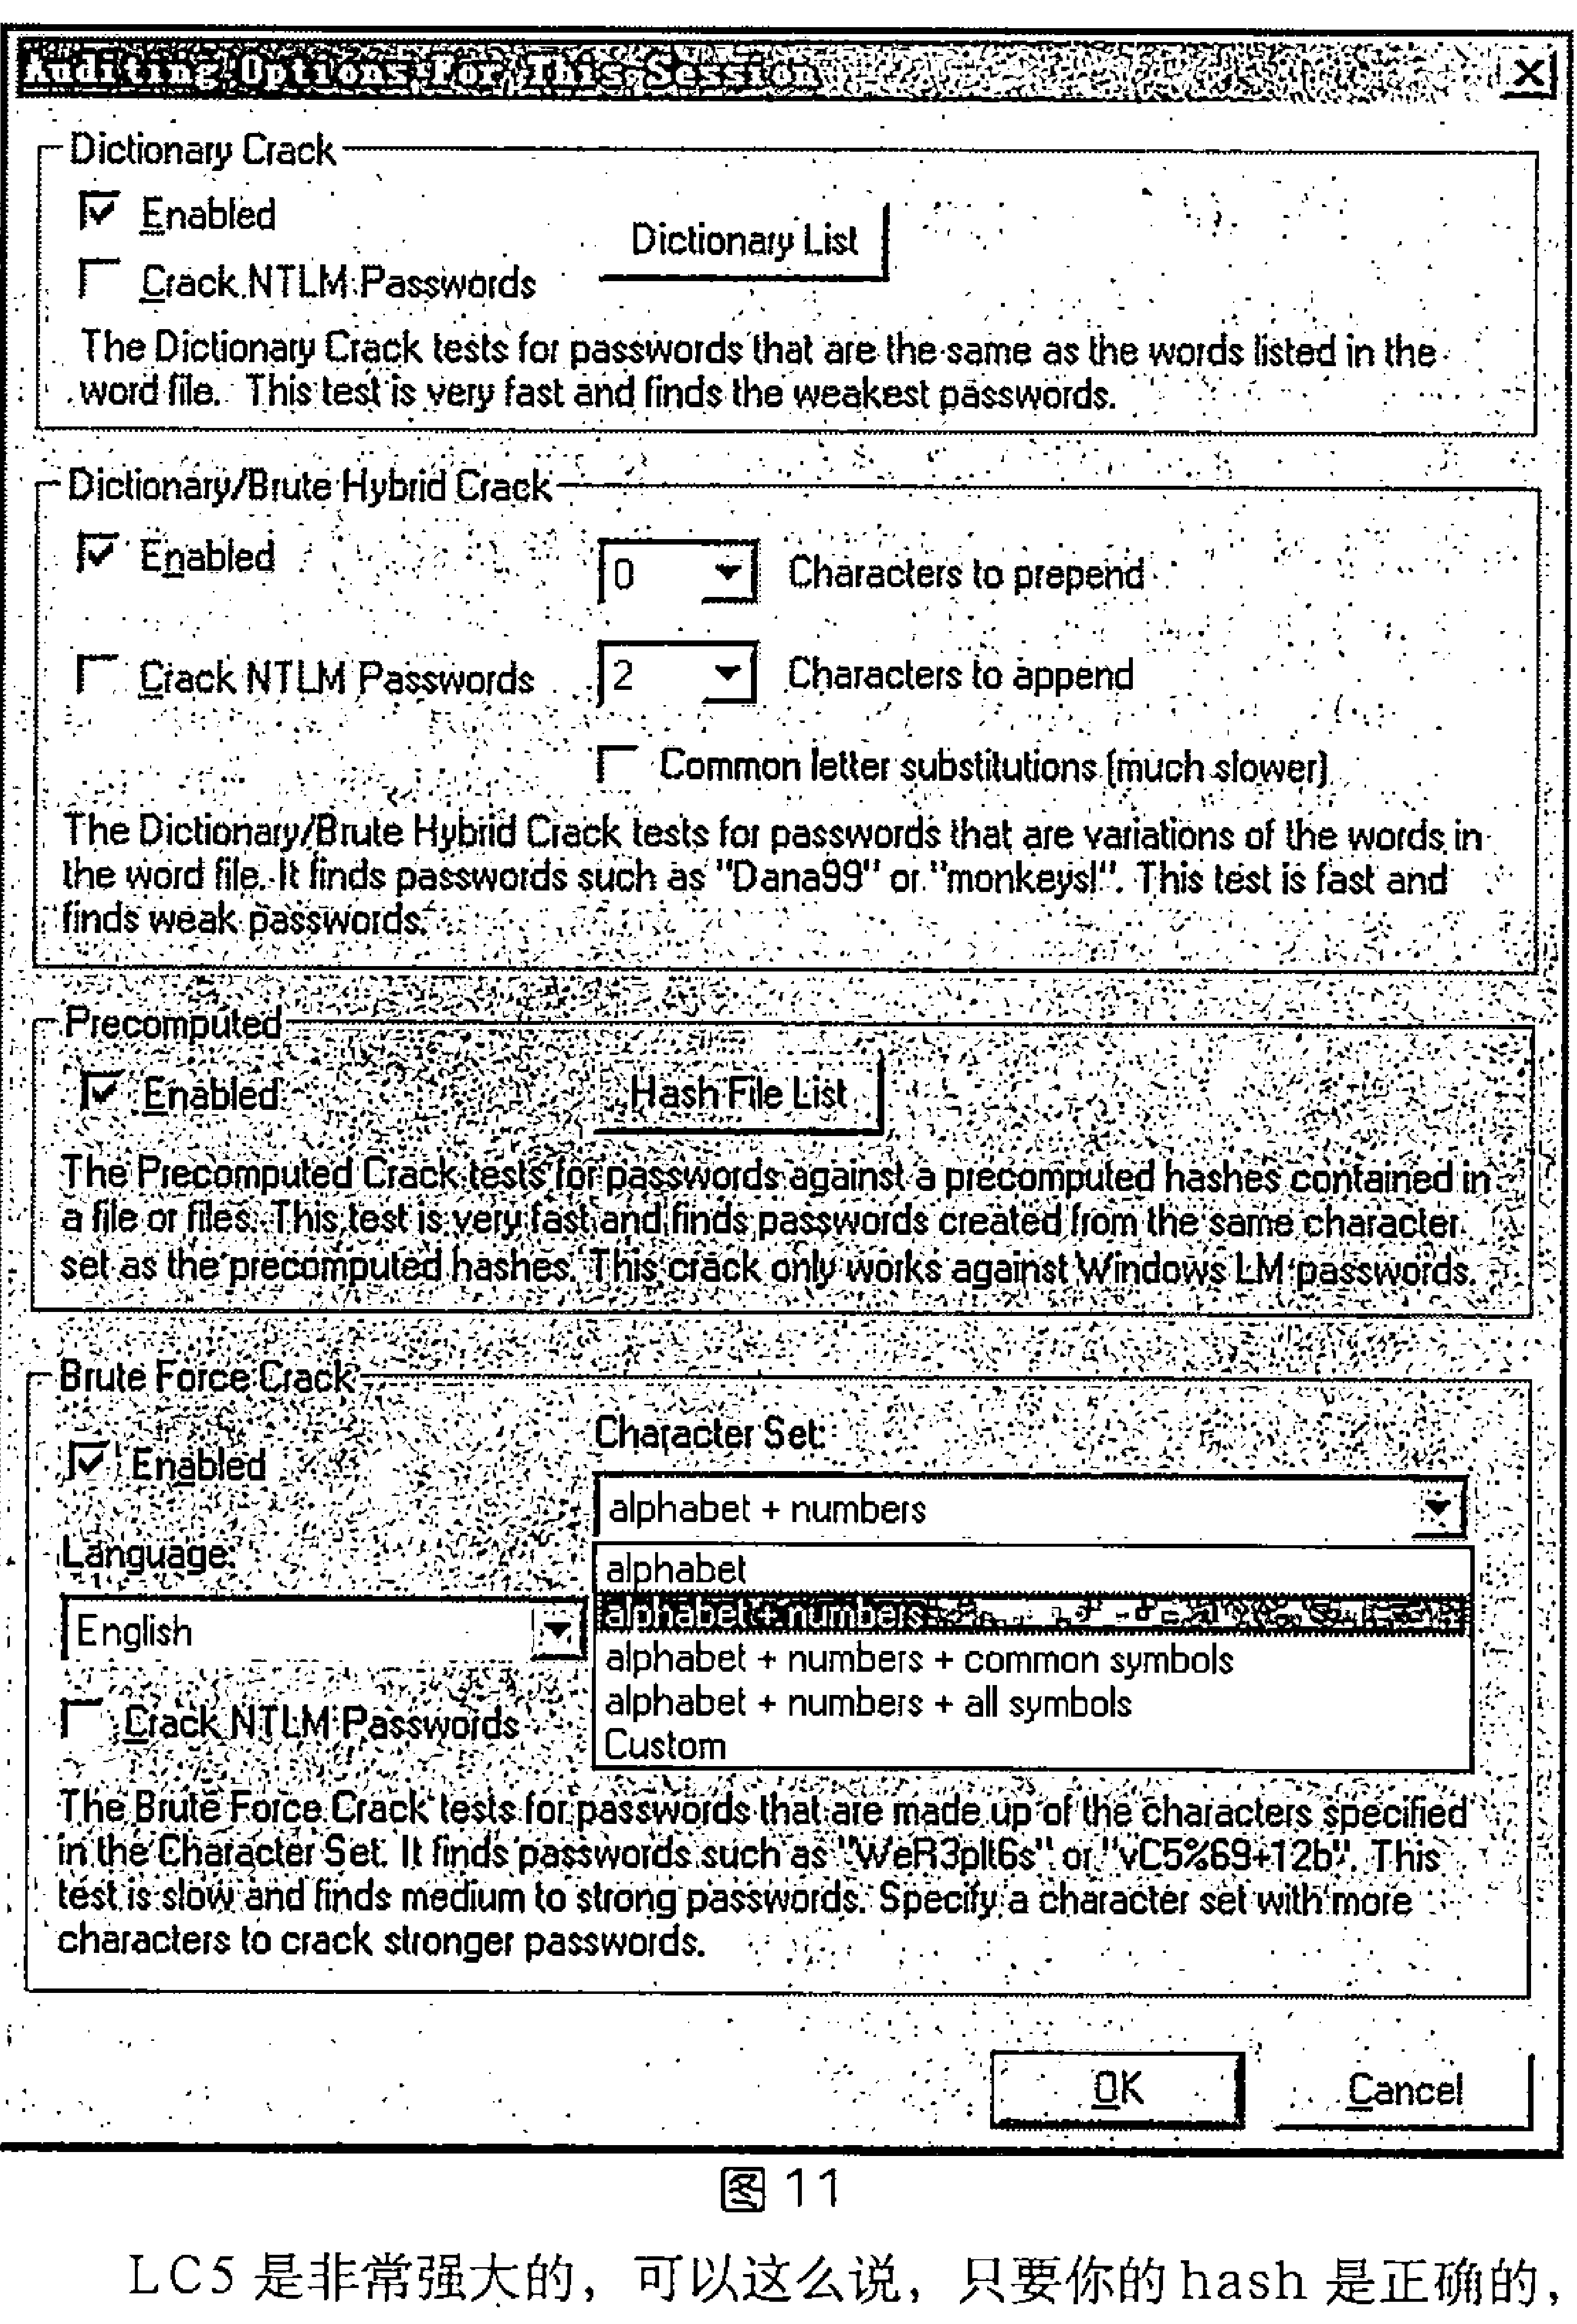 Auditing Options For This Session
Dictionary Crack
Enabled
Dictionary List
Crack NTLM Passwords
The Dictionary Crack tests for passwords that are the same as the words listed in the
word file. This test is very fast and finds the weakest passwords.
Dictionary/Brute Hybrid Crack
Enabled
0
Characters to prepend
Crack NTLM Passwords
2
Characters to append
Common letter substitutions (much slower)
The Dictionary/Brute Hybrid Crack tests for passwords that are variations of the words in
the word file. It finds passwords such as "Dana99" or "monkeys!". This test is fast and
finds weak passwords.
Precomputed
Enabled
Hash File List
The Precomputed Crack tests for passwords against a precomputed hashes contained in
a file or files. This test is very fast and finds passwords created from the same character
set as the precomputed hashes. This crack only works against Windows LM passwords.
Brute Force Crack
Enabled
Character Set:
alphabet + numbers
Language:
English
alphabet
alphabet + numbers
alphabet + numbers + common symbols
alphabet + numbers + all symbols
Custom
Crack NTLM Passwords
The Brute Force Crack tests for passwords that are made up of the characters specified
in the Character Set. It finds passwords such as "WeR3plt6s" or "vC5%69+12b". This
test is slow and finds medium to strong passwords. Specify a character set with more
characters to crack stronger passwords.
OK
Cancel
图 11
LC5 是非常强大的，可以这么说，只要你的 hash 是正确的，